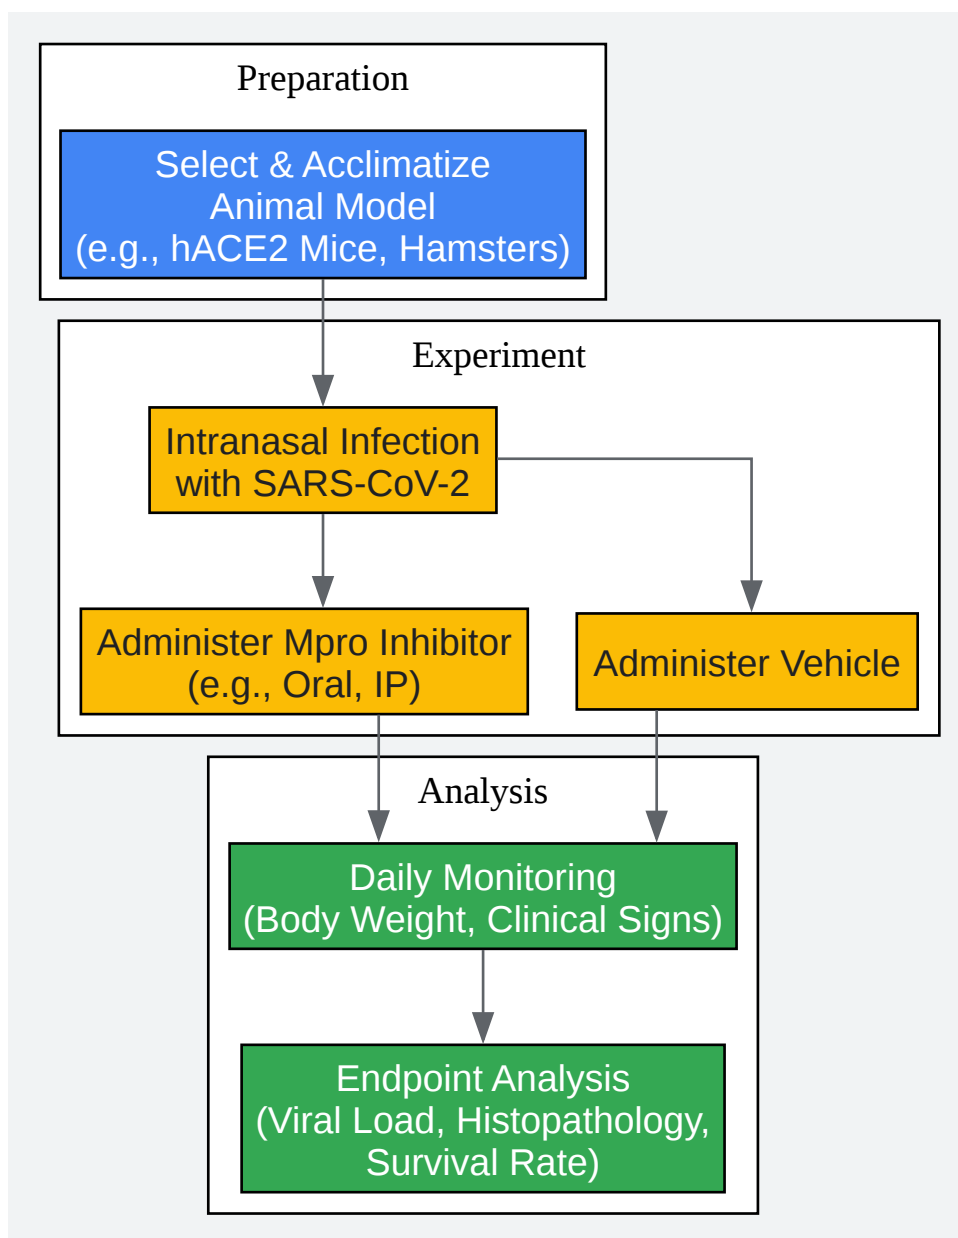 Preparation
Select & Acclimatize
Animal Model
(e.g., hACE2 Mice, Hamsters)
Experiment
Intranasal Infection
with SARS-CoV-2
Administer Mpro Inhibitor
(e.g., Oral, IP)
Administer Vehicle
Analysis
Daily Monitoring
(Body Weight, Clinical Signs)
Endpoint Analysis
(Viral Load, Histopathology,
Survival Rate)